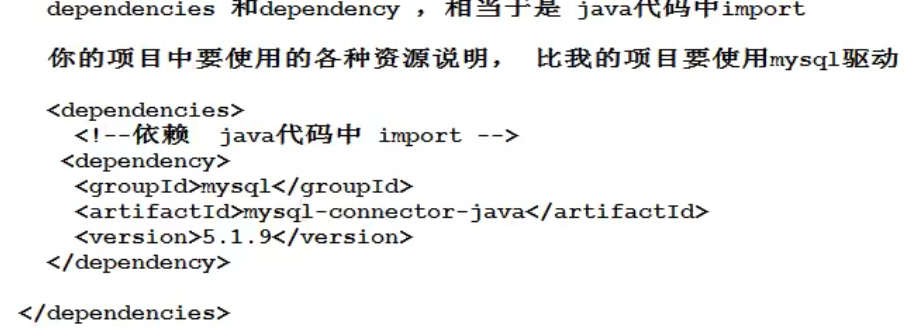 dependencies 和dependency ，相当于是 java代码中import
你的项目中要使用的各种资源说明， 比我的项目要使用mysql驱动
<dependencies>
<!--依赖 java代码中 import -->
<dependency>
<groupId>mysql</groupId>
<artifactId>mysql-connector-java</artifactId>
<version>5.1.9</version>
</dependency>
</dependencies>